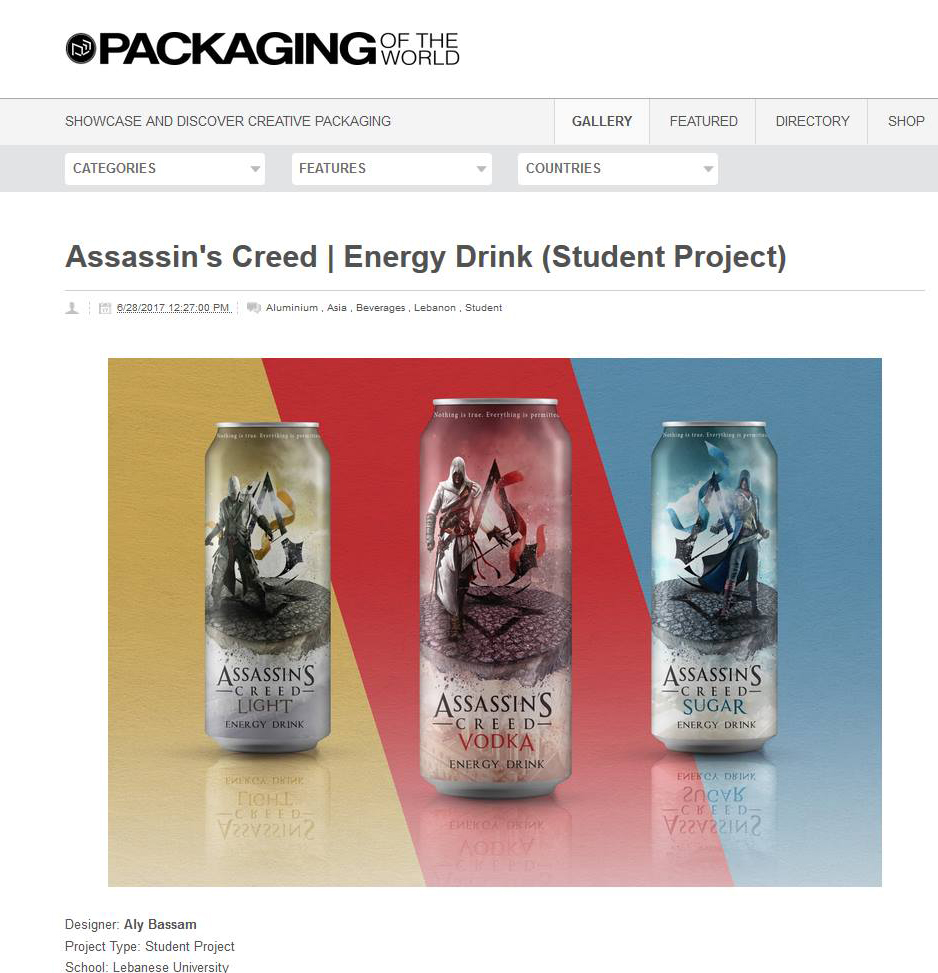 PACKAGING OF THE WORLD
SHOWCASE AND DISCOVER CREATIVE PACKAGING
GALLERY
FEATURED
DIRECTORY
SHOP
CATEGORIES
FEATURES
COUNTRIES
Assassin's Creed | Energy Drink (Student Project)
6/28/2017 12:27:00 PM
Aluminium , Asia , Beverages , Lebanon , Student
Nothing is true. Everything is permitted
ASSASSIN'S
CREED
LIGHT
ENERGY DRINK
Nothing is true. Everything is permitted
ASSASSIN'S
CREED
VODKA
ENERGY DRINK
Nothing is true. Everything is permitted
ASSASSIN'S
CREED
SUGAR
ENERGY DRINK
Designer: Aly Bassam
Project Type: Student Project
School: Lebanese University